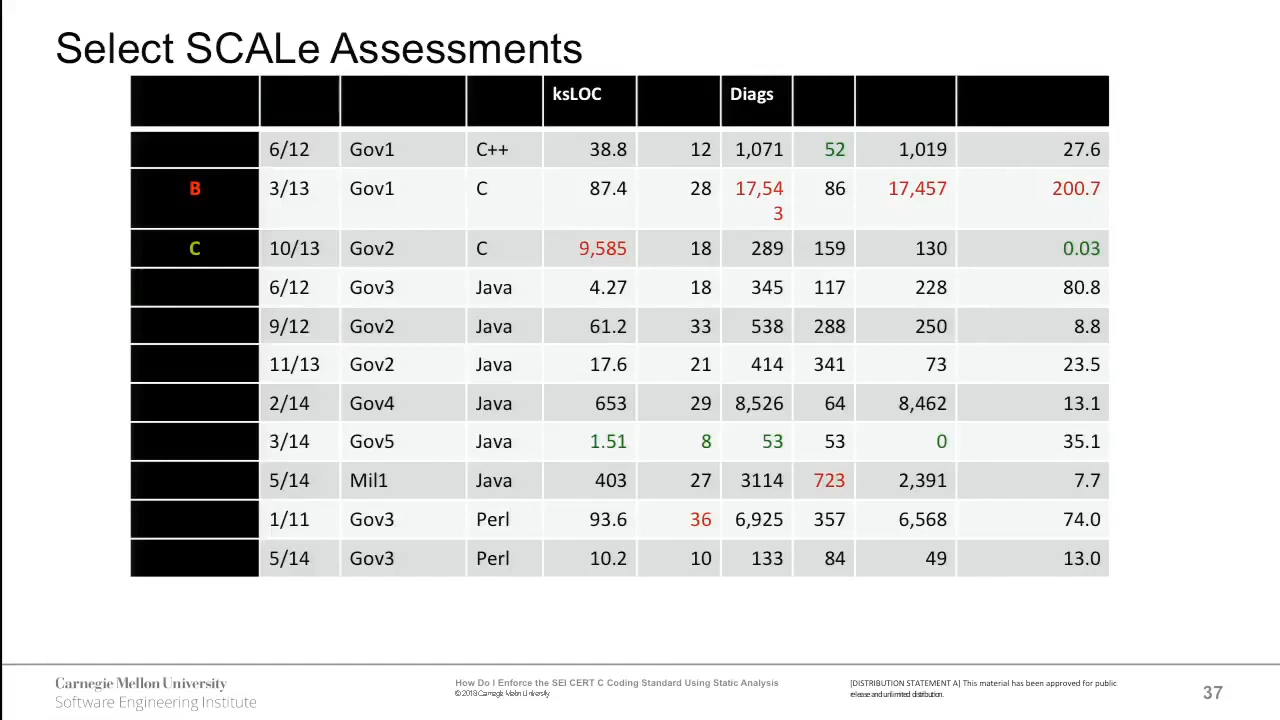 Select SCALe Assessments
ksLOC Diags
6/12 Gov1 C++ 38.8 12 1,071 52 1,019 27.6
B 3/13 Gov1 C 87.4 28 17,54 86 17,457 200.7
3
C 10/13 Gov2 C 9,585 18 289 159 130 0.03
6/12 Gov3 Java 4.27 18 345 117 228 80.8
9/12 Gov2 Java 61.2 33 538 288 250 8.8
11/13 Gov2 Java 17.6 21 414 341 73 23.5
2/14 Gov4 Java 653 29 8,526 64 8,462 13.1
3/14 Gov5 Java 1.51 8 53 53 0 35.1
5/14 Mil1 Java 403 27 3114 723 2,391 7.7
1/11 Gov3 Perl 93.6 36 6,925 357 6,568 74.0
5/14 Gov3 Perl 10.2 10 133 84 49 13.0
Carnegie Mellon University
Software Engineering Institute
How Do I Enforce the SEI CERT C Coding Standard Using Static Analysis
© 2018 Carnegie Mellon University
[DISTRIBUTION STATEMENT A] This material has been approved for public
release and unlimited distribution.
37